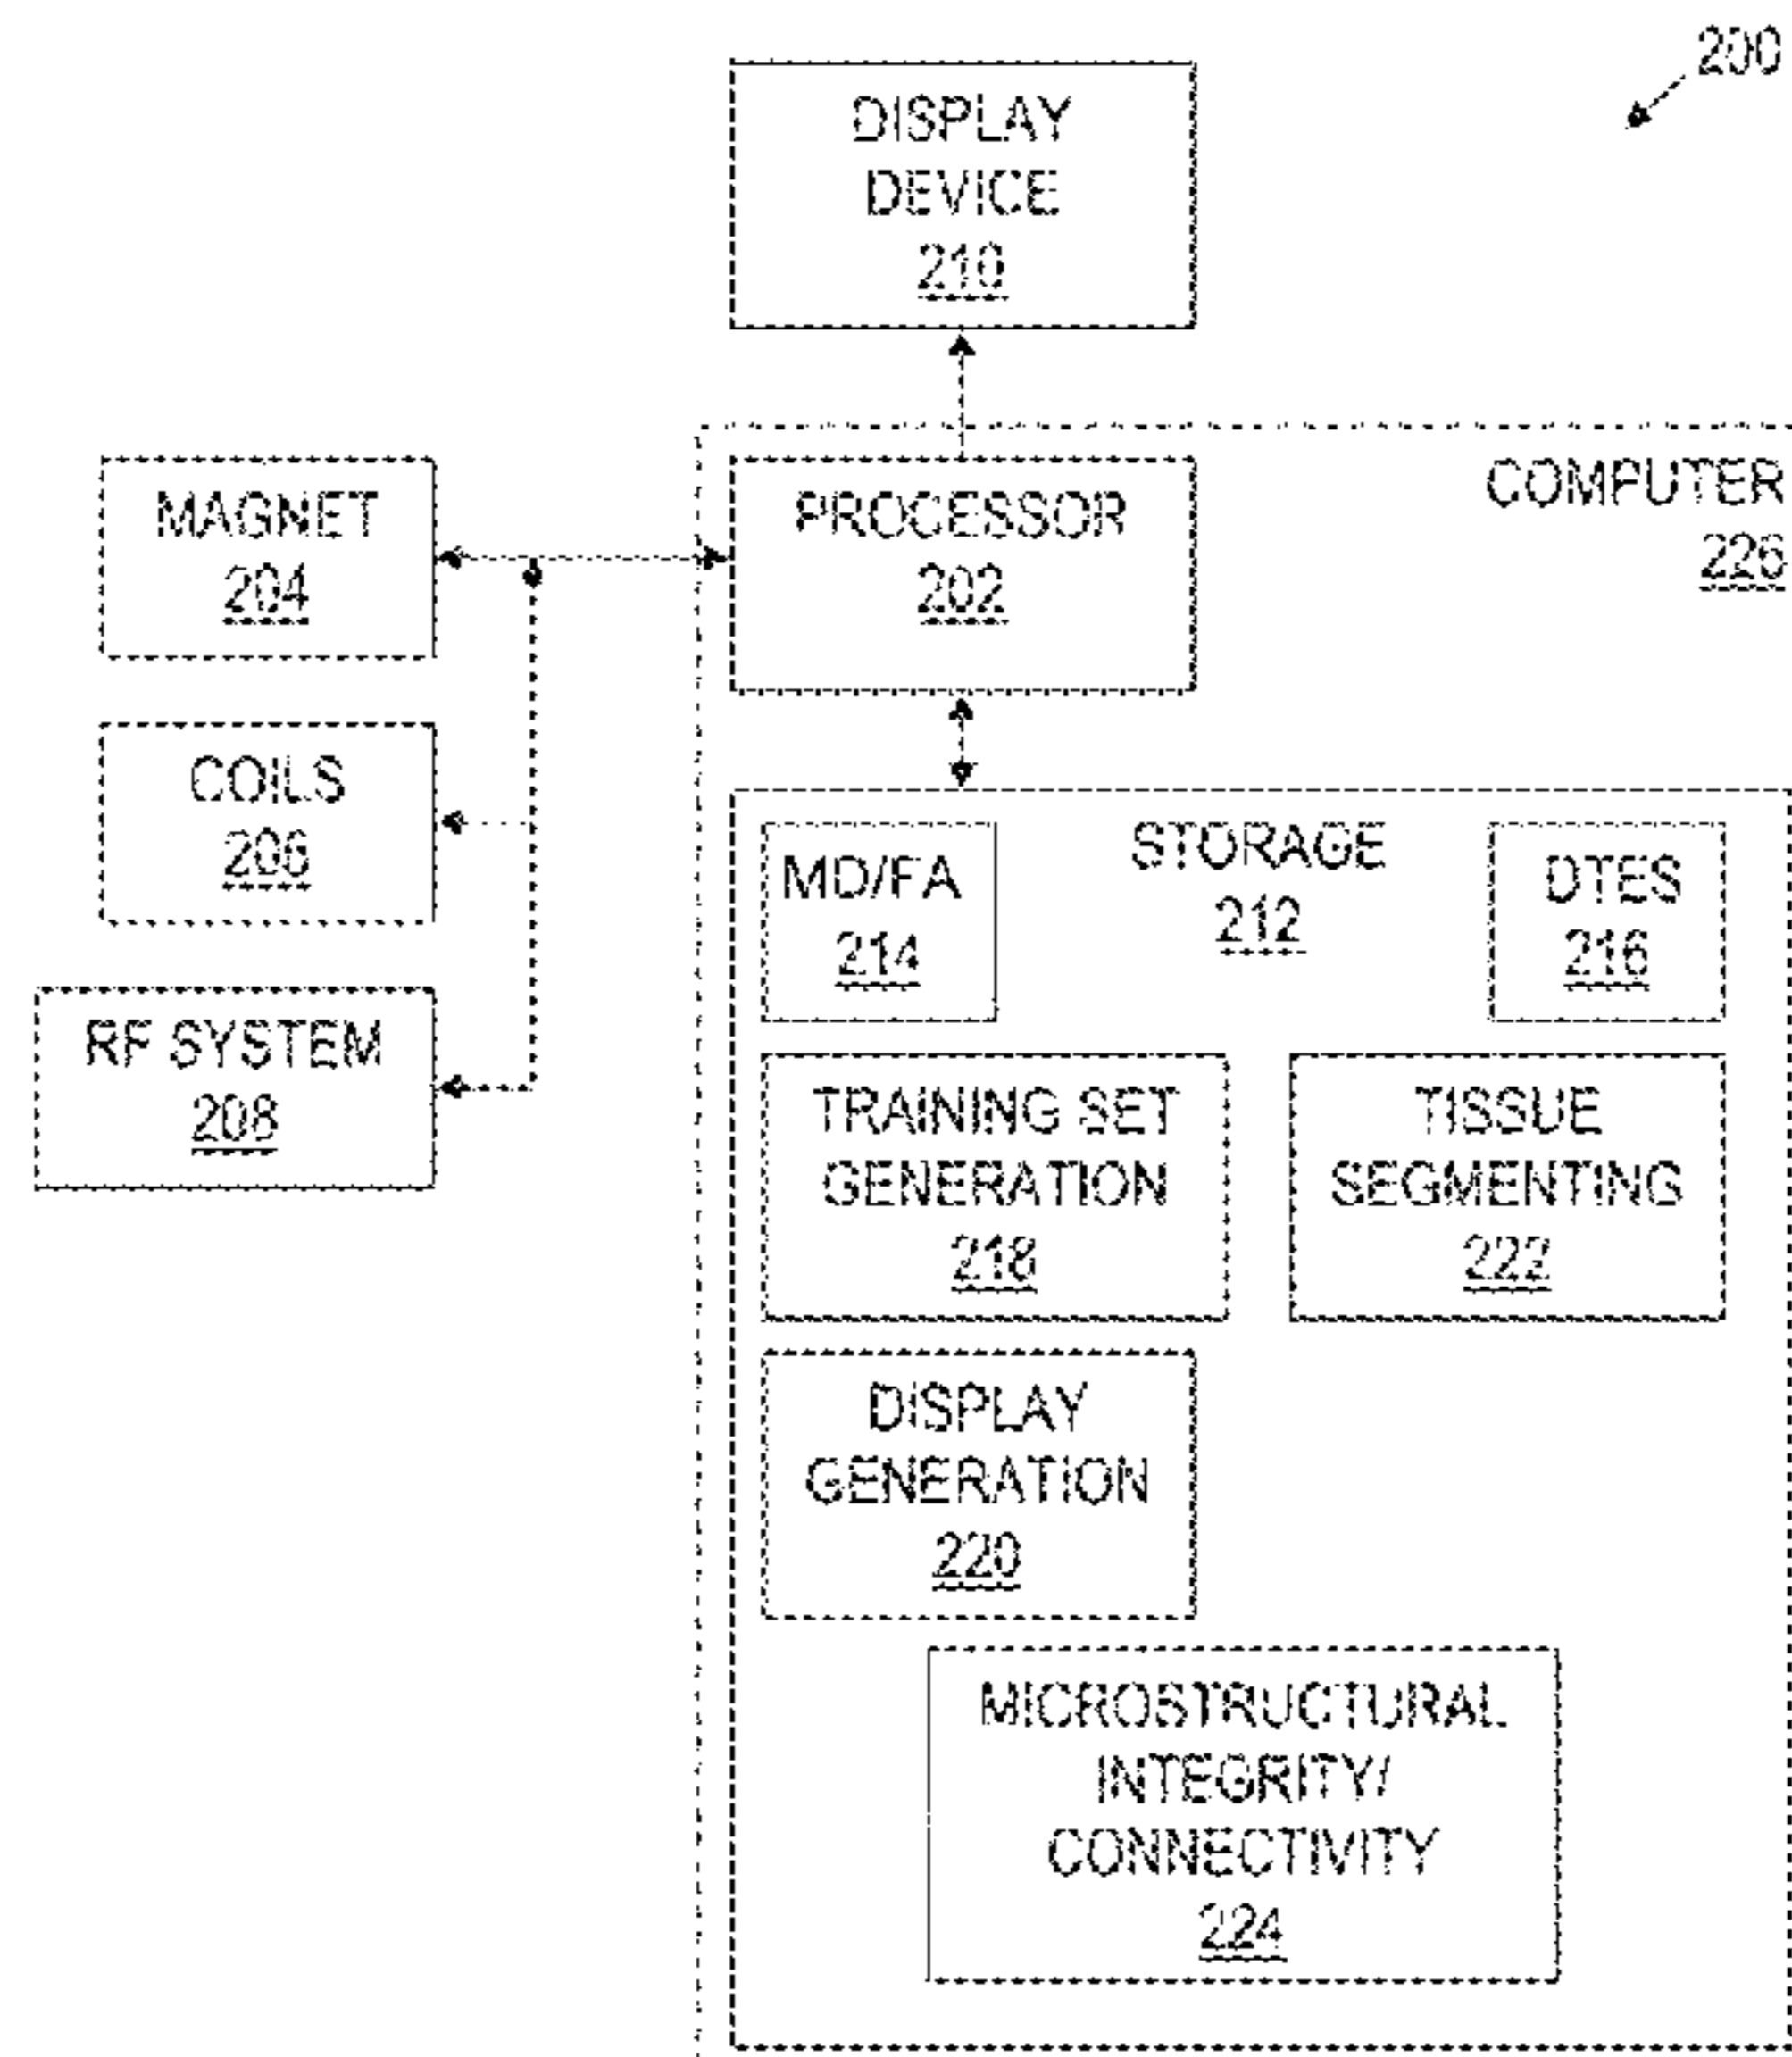 200
DISPLAY
DEVICE
210
MAGNET
204
PROCESSOR
202
COMPUTER
226
COILS
206
RF SYSTEM
208
STORAGE
212
MD/FA
214
DTES
216
TRAINING SET
GENERATION
218
TISSUE
SEGMENTING
222
DISPLAY
GENERATION
220
MICROSTRUCTURAL
INTEGRITY/
CONNECTIVITY
224